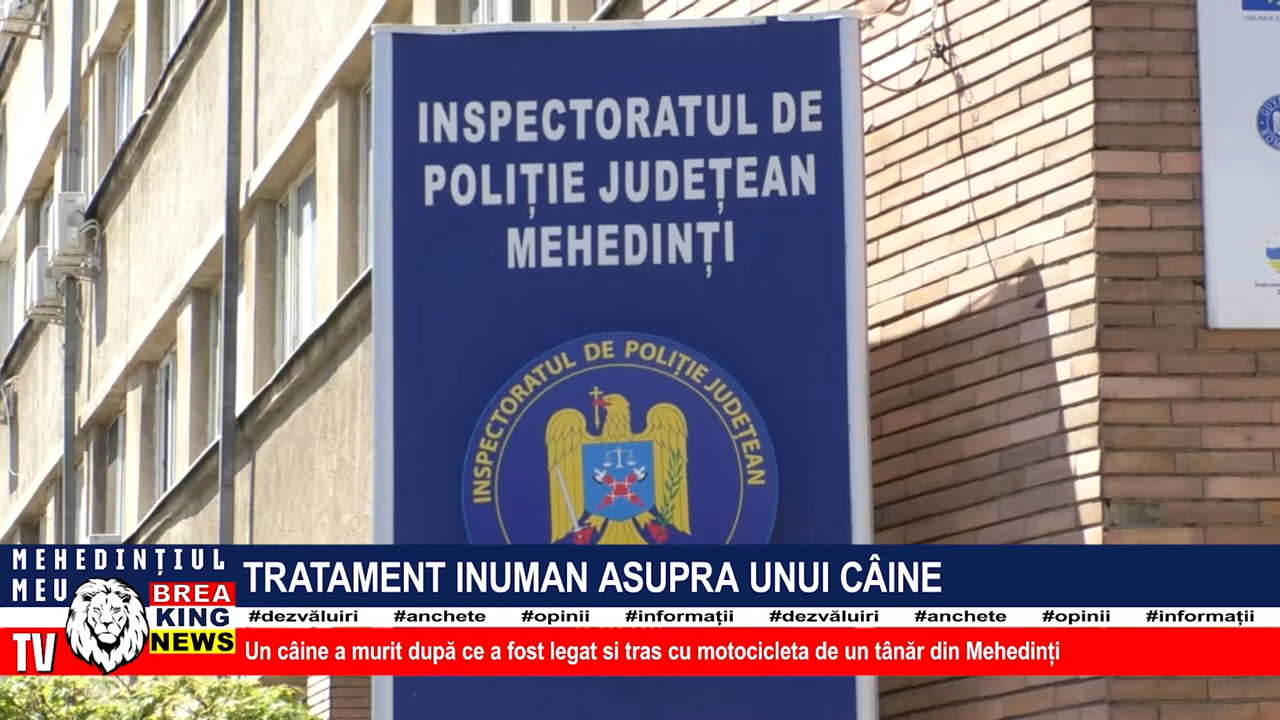 INSPECTORATUL DE
POLIȚIE JUDEȚEAN
MEHEDINȚI
INSPECTORATUL DE POLIȚIE JUDEȚEAN
MEHEDINȚIUL
MEU
TV
BREA
KING
NEWS
TRATAMENT INUMAN ASUPRA UNUI CÂINE
#dezvăluiri #anchete #opinii #informații #dezvăluiri #anchete #opinii #informații
Un câine a murit după ce a fost legat si tras cu motocicleta de un tânăr din Mehedinți